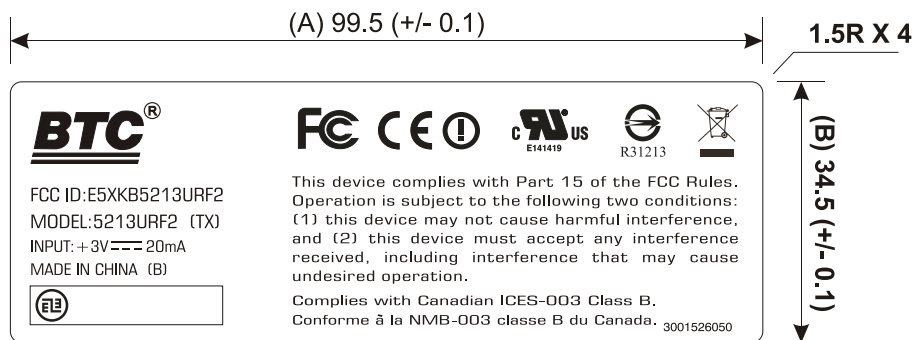 (A) 99.5 (+/- 0.1)
1.5R X 4
BTC®
FC CE
c RU US
E141419
R31213
(B) 34.5 (+/- 0.1)
FCC ID:E5XKB5213URF2
MODEL:5213URF2 (TX)
INPUT:+3V⎓20mA
MADE IN CHINA (B)
This device complies with Part 15 of the FCC Rules.
Operation is subject to the following two conditions:
(1) this device may not cause harmful interference,
and (2) this device must accept any interference
received, including interference that may cause
undesired operation.
Complies with Canadian ICES-003 Class B.
Conforme à la NMB-003 classe B du Canada.
3001526050